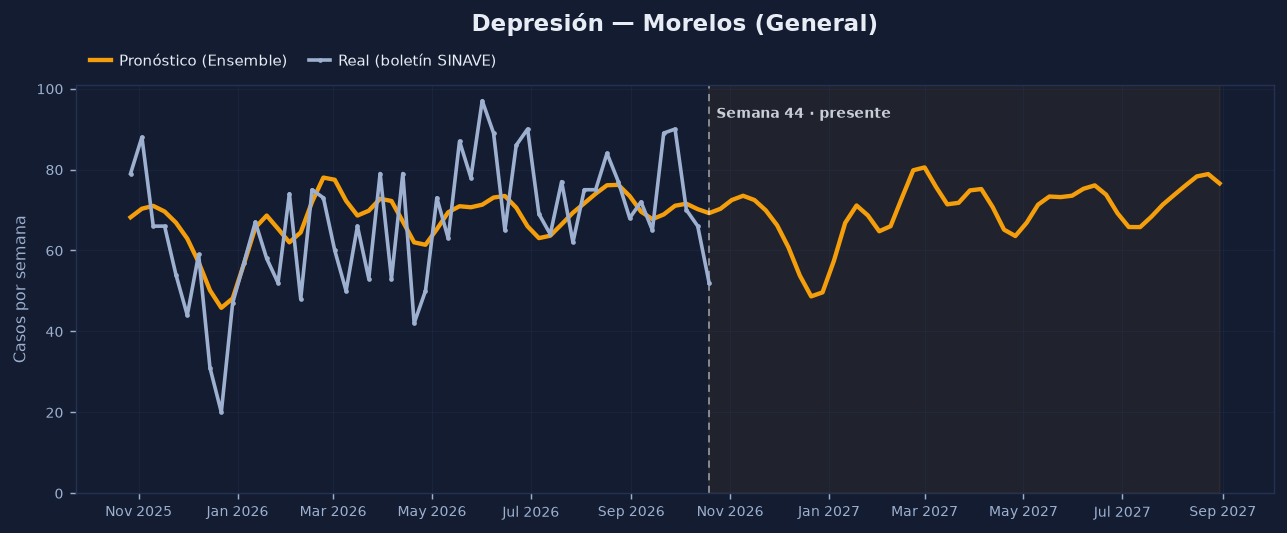 Depresión — Morelos (General)
Pronóstico (Ensemble)
Real (boletín SINAVE)
Semana 44 · presente
Casos por semana
100
80
60
40
20
0
Nov 2025
Jan 2026
Mar 2026
May 2026
Jul 2026
Sep 2026
Nov 2026
Jan 2027
Mar 2027
May 2027
Jul 2027
Sep 2027